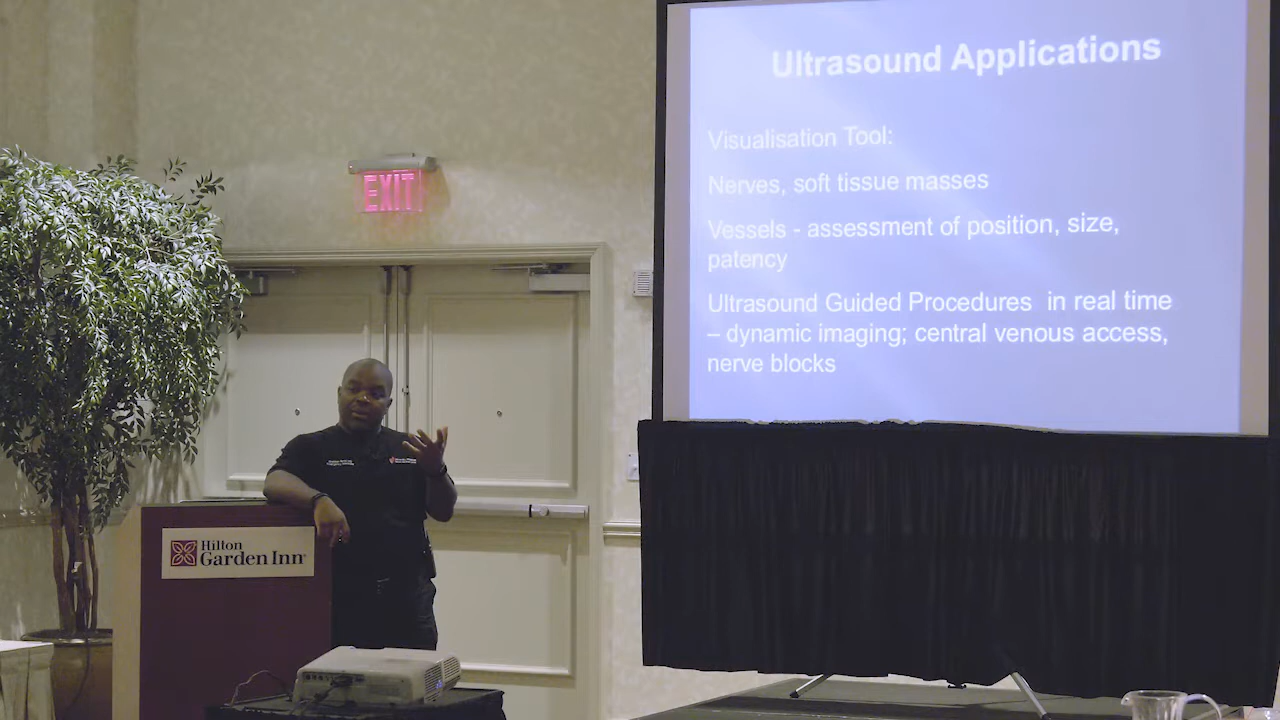 Ultrasound Applications
Visualisation Tool:
Nerves, soft tissue masses
Vessels - assessment of position, size,
patency
Ultrasound Guided Procedures in real time
– dynamic imaging; central venous access,
nerve blocks
EXIT
Hilton
Garden Inn